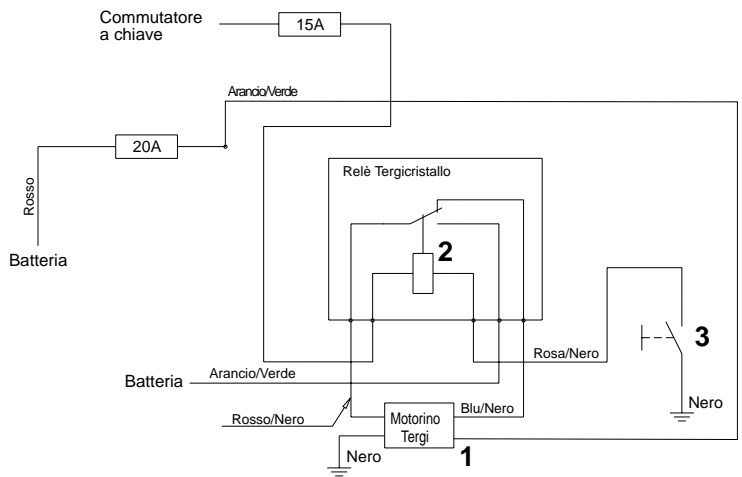 Commutatore
a chiave
15A
Arancio/Verde
20A
Rosso
Relè Tergicristallo
2
Batteria
3
Rosa/Nero
Batteria
Arancio/Verde
Nero
Blu/Nero
Rosso/Nero
Motorino
Tergi
Nero
1